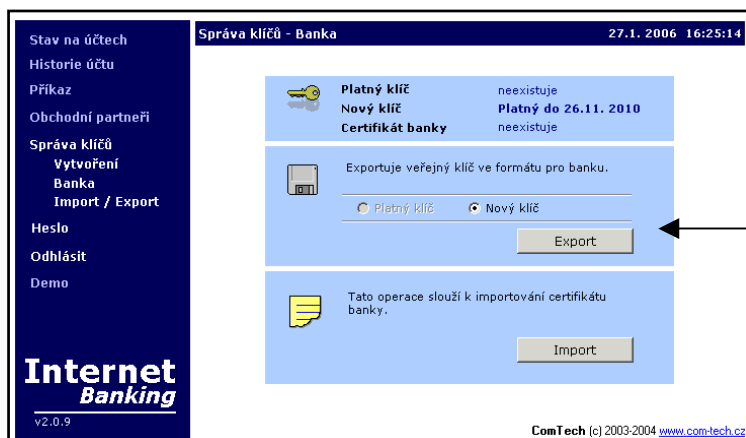 Stav na účtech
Historie účtu
Příkaz
Obchodní partneři
Správa klíčů
Vytvoření
Banka
Import / Export
Heslo
Odhlásit
Demo
Internet
Banking
v2.0.9
Správa klíčů - Banka 27.1. 2006 16:25:14
Platný klíč neexistuje
Nový klíč Platný do 26.11. 2010
Certifikát banky neexistuje
Exportuje veřejný klíč ve formátu pro banku.
Platný klíč Nový klíč
Export
Tato operace slouží k importování certifikátu
banky.
Import
ComTech (c) 2003-2004 www.com-tech.cz